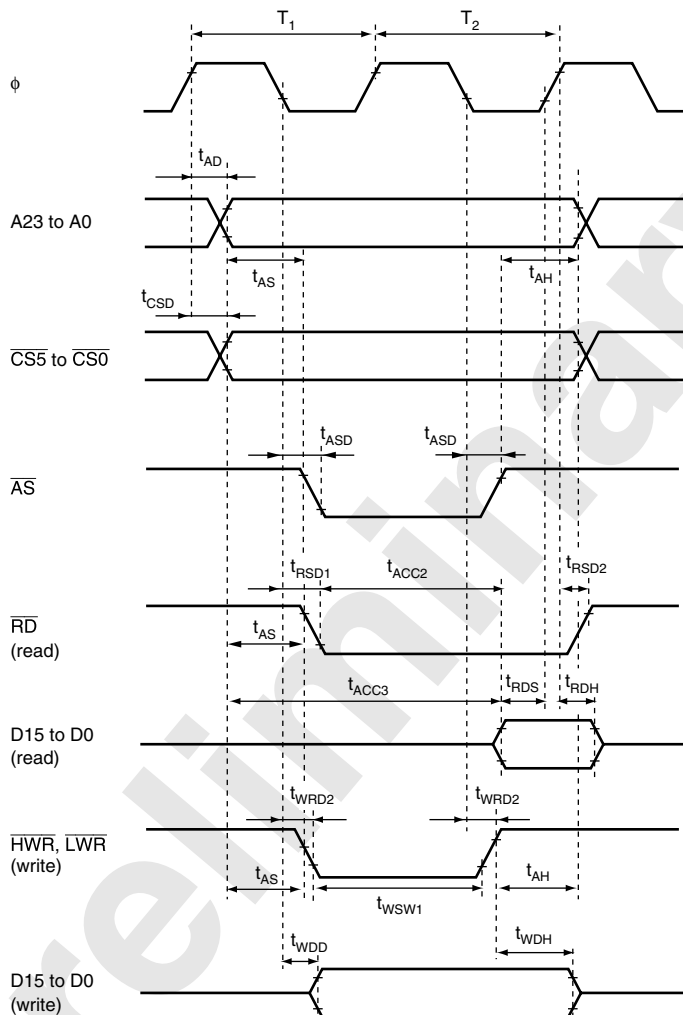 T1 T2
φ
tAD
A23 to A0
tAS tAH
tCSD
CS5 to CS0
tASD tASD
AS
tRSD1 tACC2 tRSD2
RD
(read)
tAS
tACC3 tRDS tRDH
D15 to D0
(read)
tWRD2 tWRD2
HWR, LWR
(write)
tAS tWSW1 tAH
tWDD tWDH
D15 to D0
(write)
reliminary